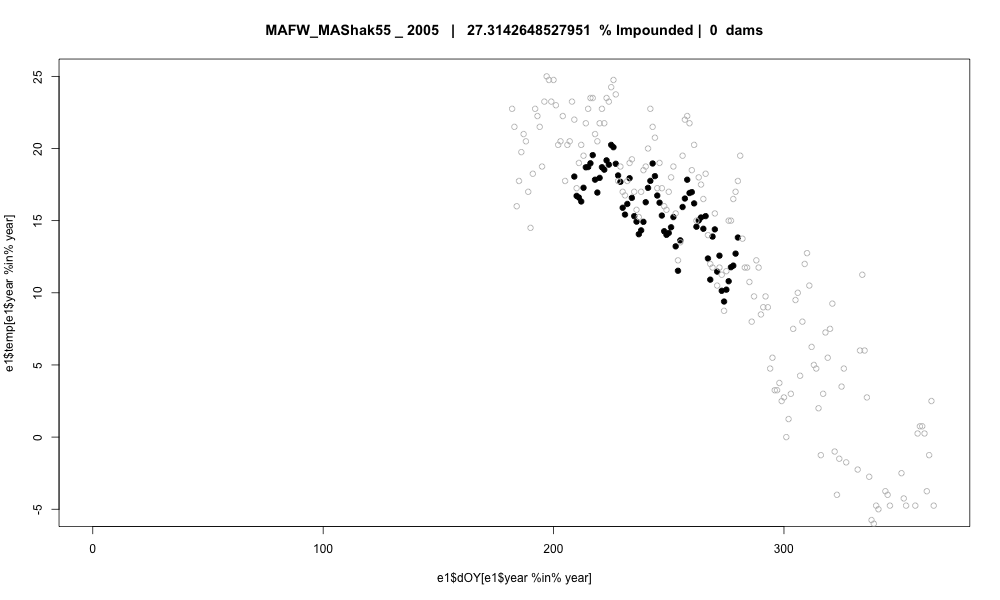 MAFW_MAShak55 _ 2005 | 27.3142648527951 % Impounded | 0 dams
e1$temp[e1$year %in% year]
25
20
15
10
5
0
-5
0 100 200 300
e1$dOY[e1$year %in% year]